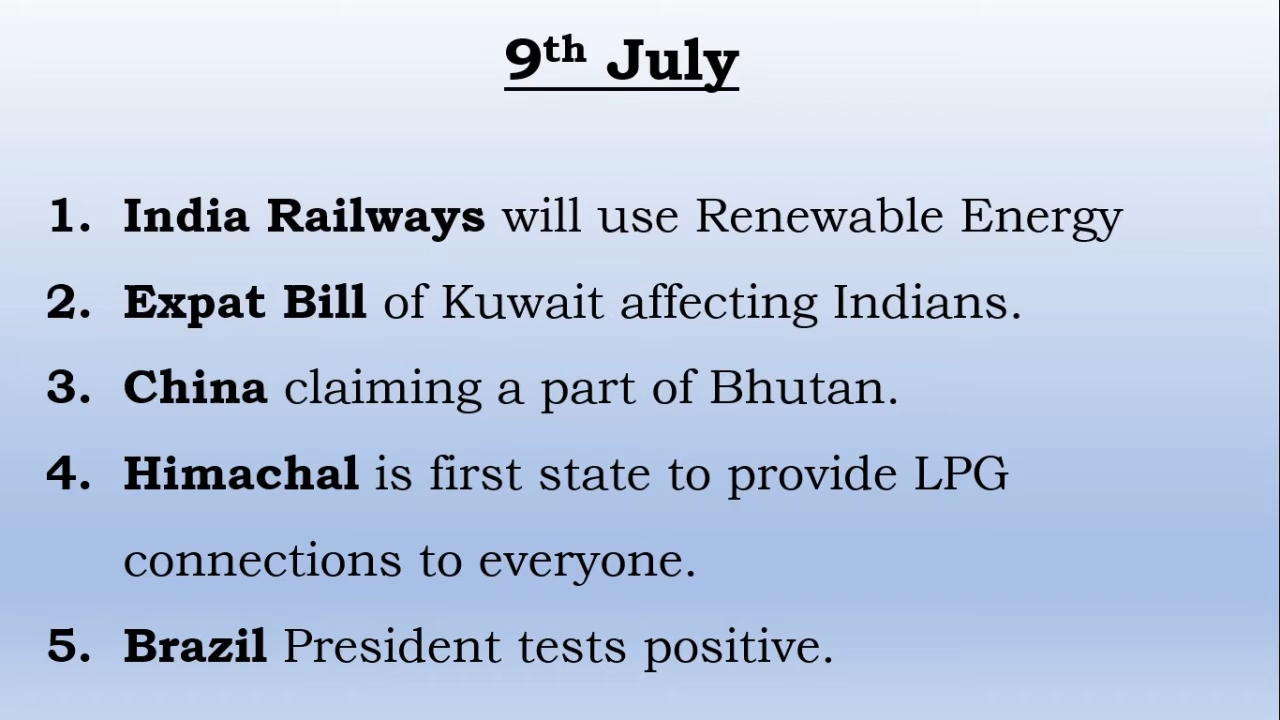 9th July
1. India Railways will use Renewable Energy
2. Expat Bill of Kuwait affecting Indians.
3. China claiming a part of Bhutan.
4. Himachal is first state to provide LPG
connections to everyone.
5. Brazil President tests positive.